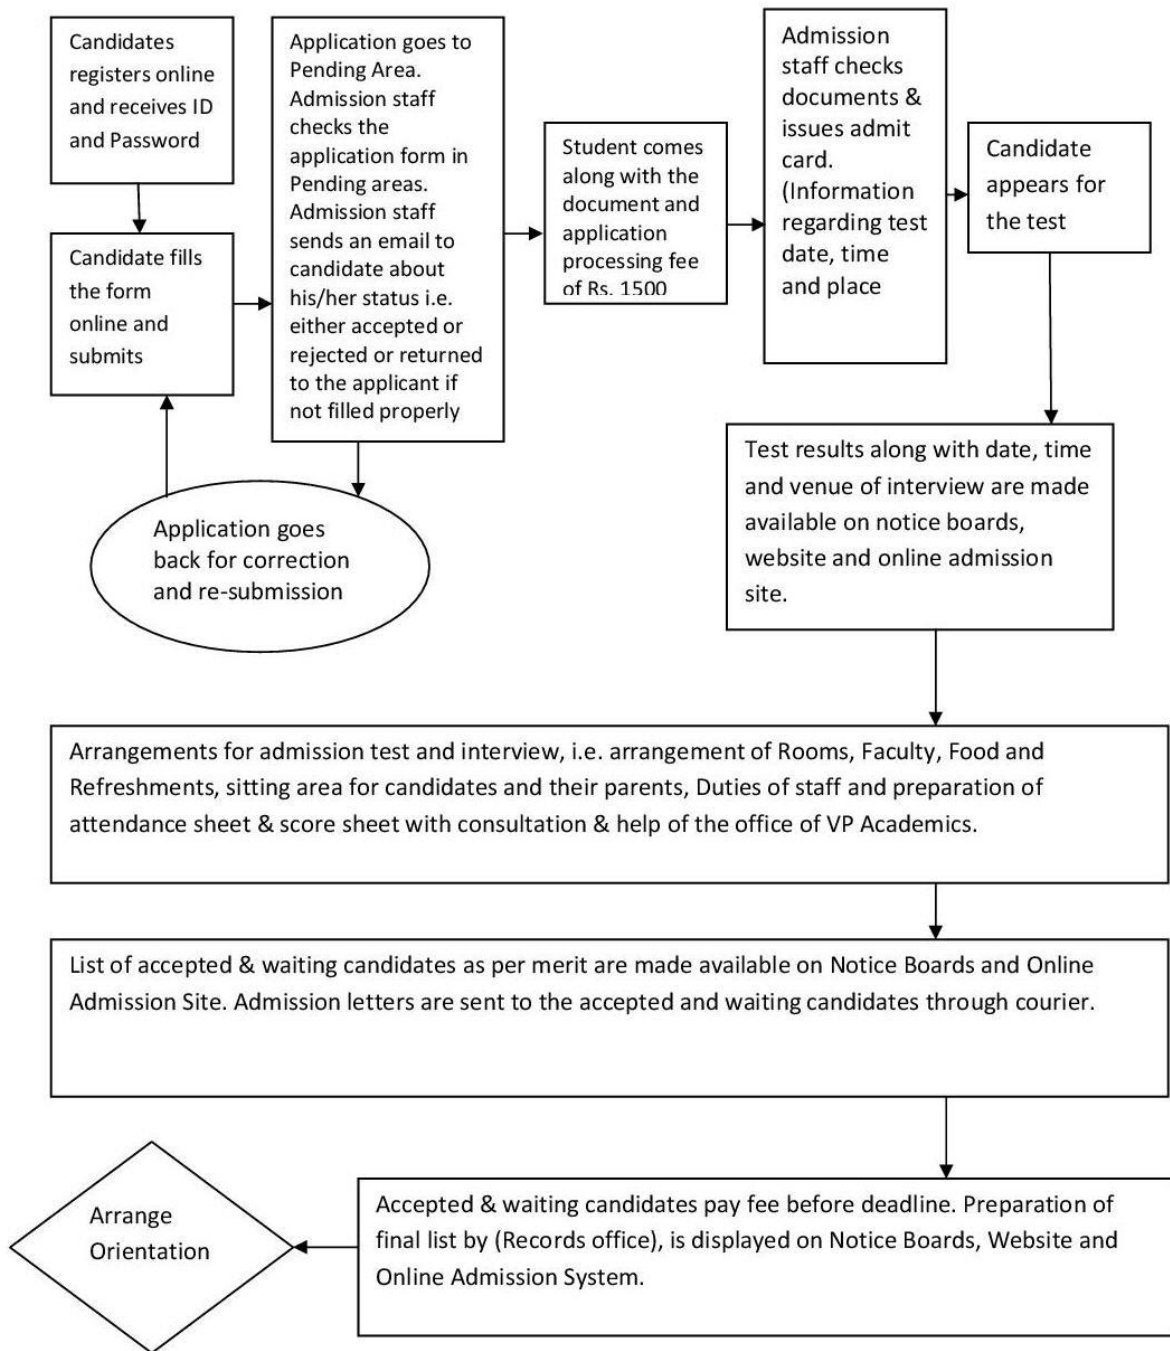 Candidates
registers online
and receives ID
and Password
Candidate fills
the form
online and
submits
Application goes to
Pending Area.
Admission staff
checks the
application form in
Pending areas.
Admission staff
sends an email to
candidate about
his/her status i.e.
either accepted or
rejected or returned
to the applicant if
not filled properly
Application goes
back for correction
and re-submission
Student comes
along with the
document and
application
processing fee
of Rs. 1500
Admission
staff checks
documents &
issues admit
card.
(Information
regarding test
date, time
and place
Candidate
appears for
the test
Test results along with date, time
and venue of interview are made
available on notice boards,
website and online admission
site.
Arrangements for admission test and interview, i.e. arrangement of Rooms, Faculty, Food and
Refreshments, sitting area for candidates and their parents, Duties of staff and preparation of
attendance sheet & score sheet with consultation & help of the office of VP Academics.
List of accepted & waiting candidates as per merit are made available on Notice Boards and Online
Admission Site. Admission letters are sent to the accepted and waiting candidates through courier.
Accepted & waiting candidates pay fee before deadline. Preparation of
final list by (Records office), is displayed on Notice Boards, Website and
Online Admission System.
Arrange
Orientation